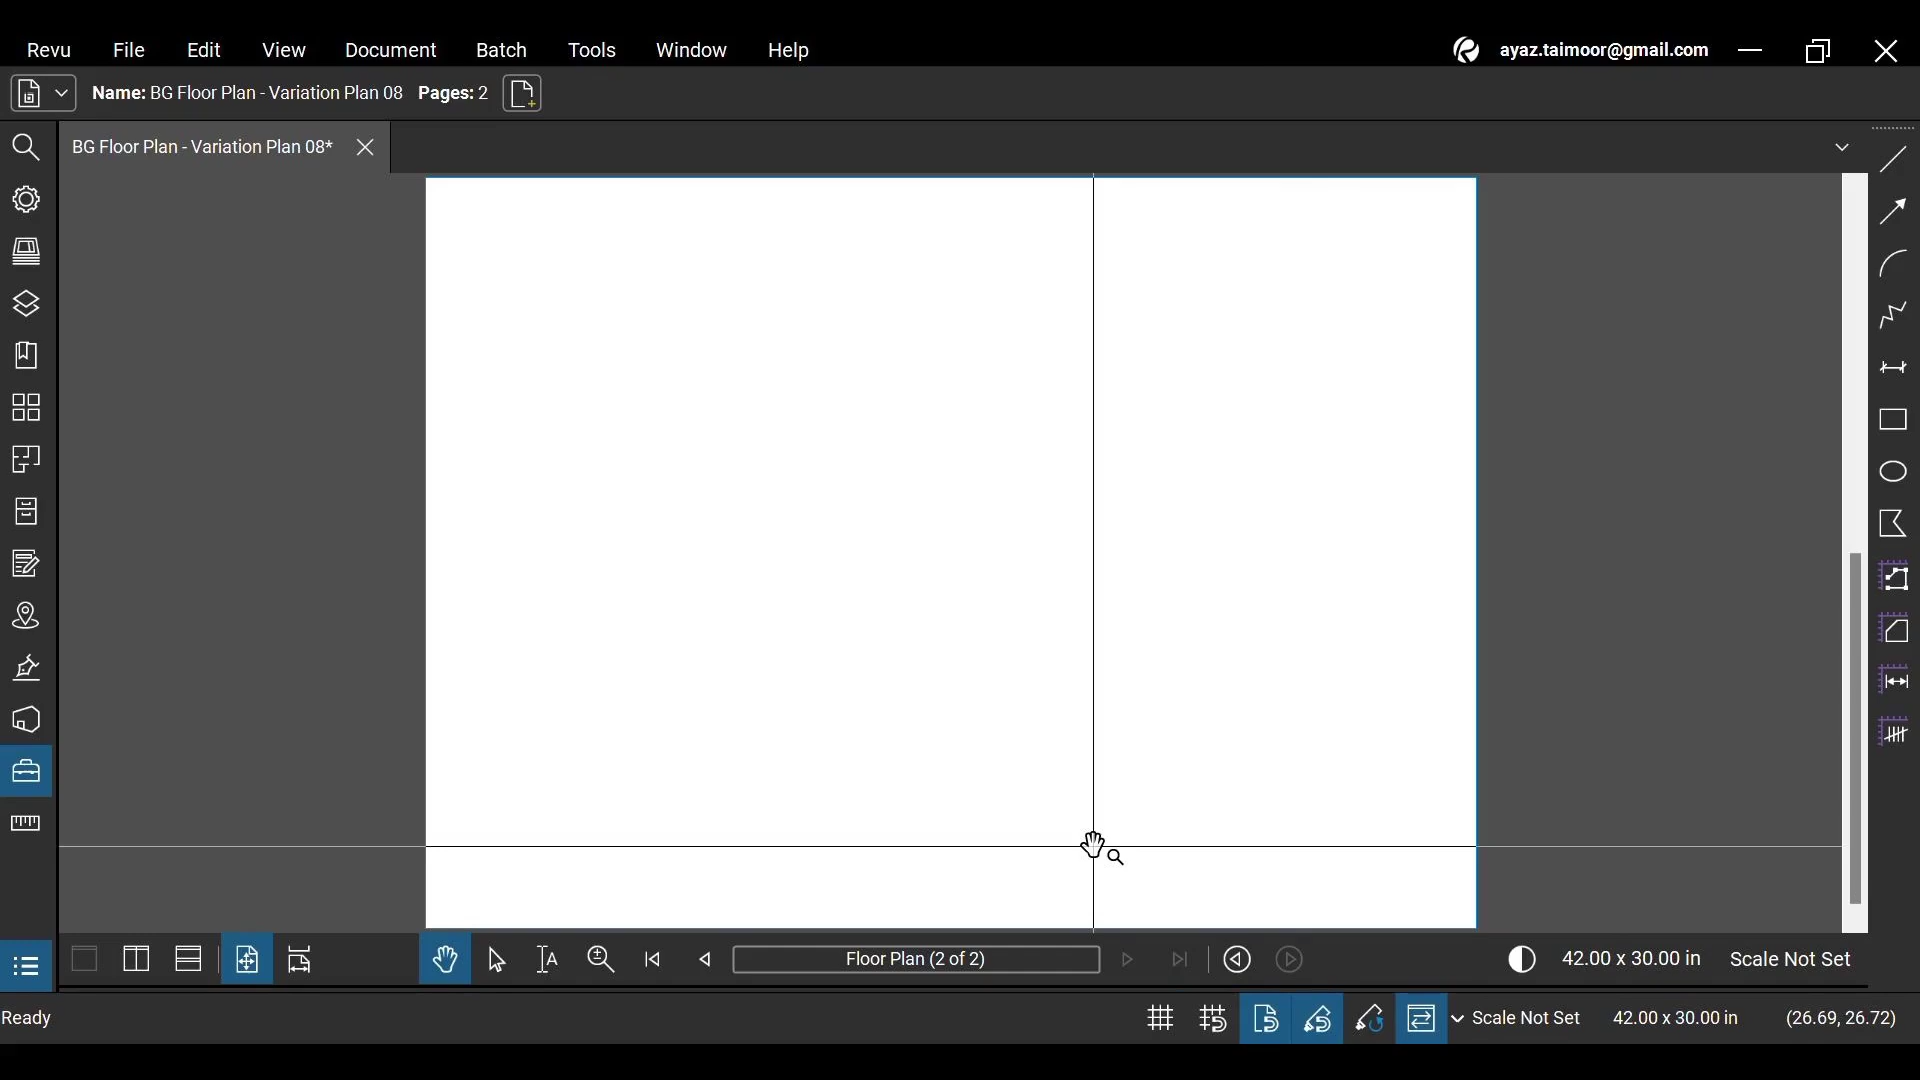 Revu File Edit View Document Batch Tools Window Help ayaz.taimoor@gmail.com
Name: BG Floor Plan - Variation Plan 08 Pages: 2
BG Floor Plan - Variation Plan 08*
Floor Plan (2 of 2) 42.00 x 30.00 in Scale Not Set
Ready Scale Not Set 42.00 x 30.00 in (26.69, 26.72)